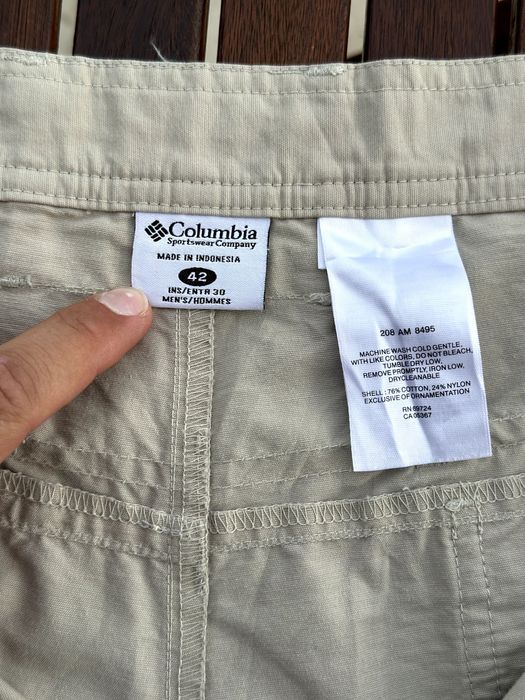 Columbia
Sportswear Company
MADE IN INDONESIA
42
INS/ENTR 30
MEN'S/HOMMES
208 AM 8495
MACHINE WASH COLD GENTLE,
WITH LIKE COLORS, DO NOT BLEACH,
TUMBLE DRY LOW,
REMOVE PROMPTLY, IRON LOW,
DRYCLEANABLE
SHELL : 76% COTTON, 24% NYLON
EXCLUSIVE OF ORNAMENTATION
RN 69724
CA 05367